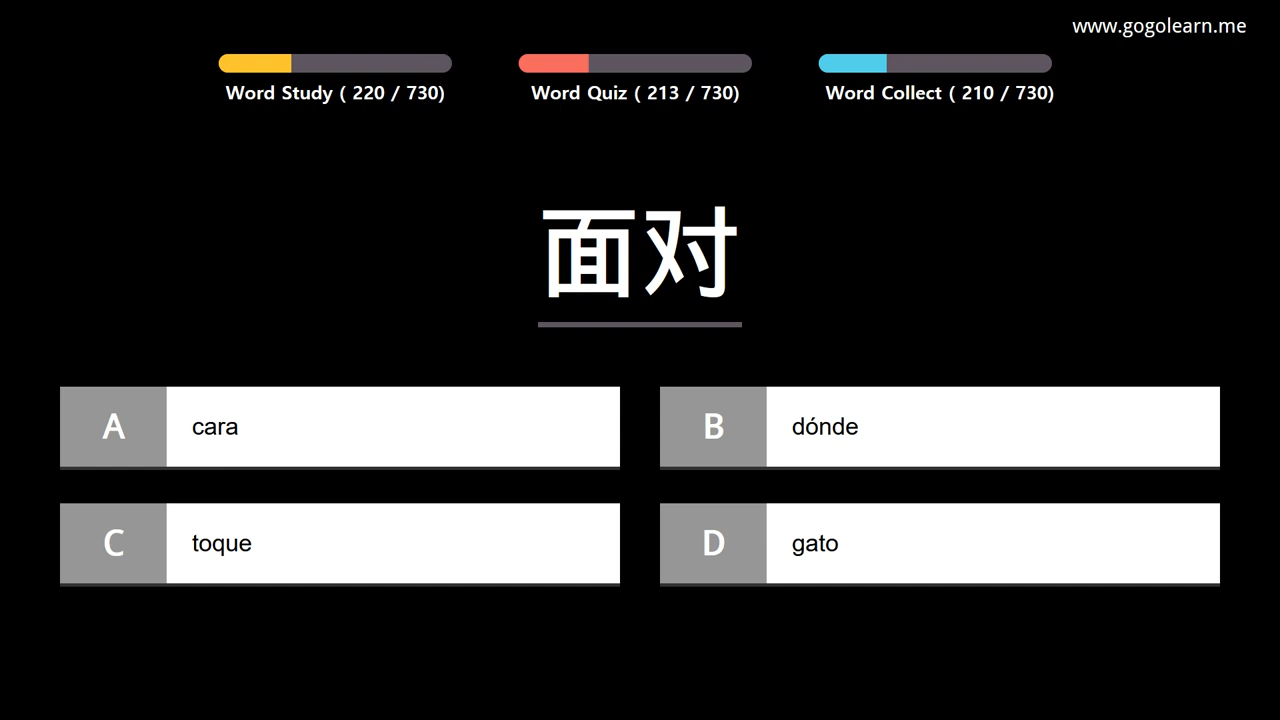 www.gogolearn.me
Word Study ( 220 / 730)
Word Quiz ( 213 / 730)
Word Collect ( 210 / 730)
面对
A cara
B dónde
C toque
D gato